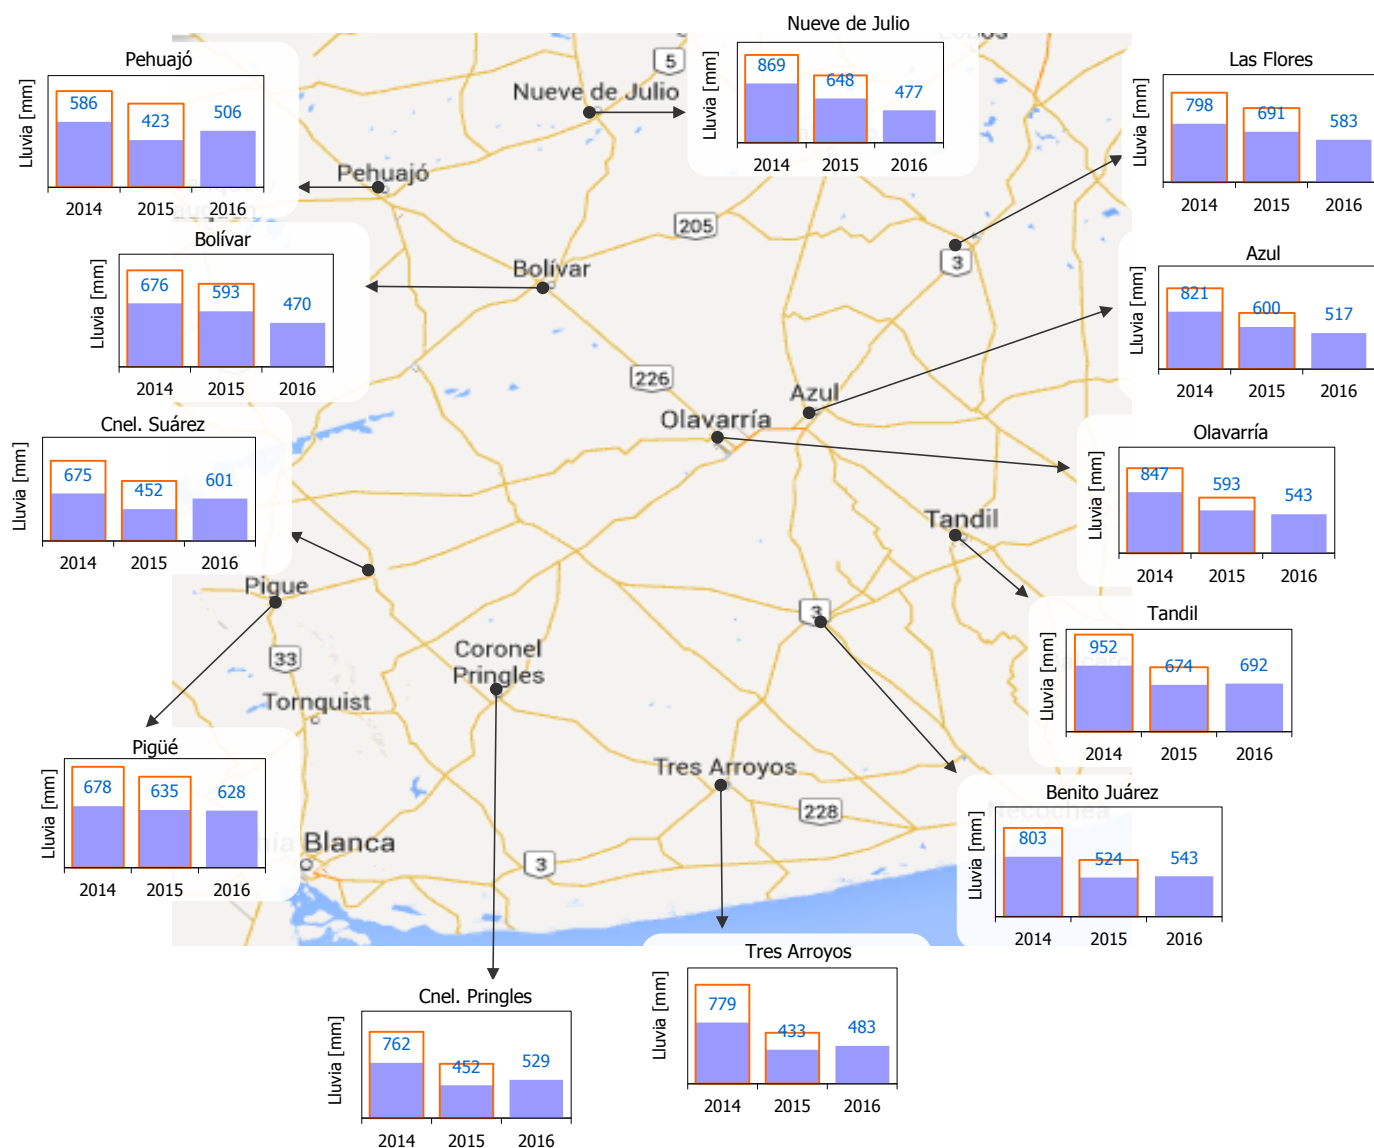 Nueve de Julio
Lluvia [mm]
869
648
477
2014
2015
2016
Pehuajó
Lluvia [mm]
586
423
506
2014
2015
2016
Las Flores
Lluvia [mm]
798
691
583
2014
2015
2016
5
Nueve de Julio
Pehuajó
205
3
Bolívar
Lluvia [mm]
676
593
470
2014
2015
2016
Bolívar
Azul
Lluvia [mm]
821
600
517
2014
2015
2016
226
Azul
Olavarría
Cnel. Suárez
Lluvia [mm]
675
452
601
2014
2015
2016
Olavarría
Lluvia [mm]
847
593
543
2014
2015
2016
Tandil
Pigue
3
33
Coronel
Pringles
Tornquist
Tandil
Lluvia [mm]
952
674
692
2014
2015
2016
Pigüé
Lluvia [mm]
678
635
628
2014
2015
2016
Tres Arroyos
228
Benito Juárez
Necochea
Lluvia [mm]
803
524
543
2014
2015
2016
Blanca
3
Tres Arroyos
Lluvia [mm]
779
433
483
2014
2015
2016
Cnel. Pringles
Lluvia [mm]
762
452
529
2014
2015
2016